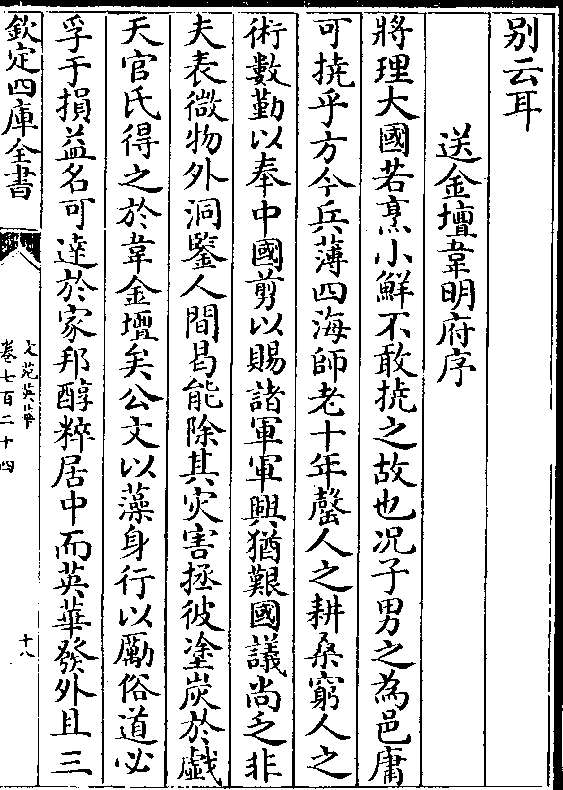 别云耳
送金壇韋明府序
將理大國若烹小鮮不敢撓之故也况子男之為邑庸
可撓乎方今兵薄四海師老十年罄人之耕桑窮人之
術數勤以奉中國剪以賜諸軍軍興猶艱國議尚乏非
夫表微物外洞鑒人間曷能除其灾害拯彼塗炭於戯
天官氏得之於韋金壇矣公文以藻身行以勵俗道必
孚于損益名可達於家邦醇粹居中而英華發外且三
欽定四庫全書
文苑英華
卷七百二十四
十八